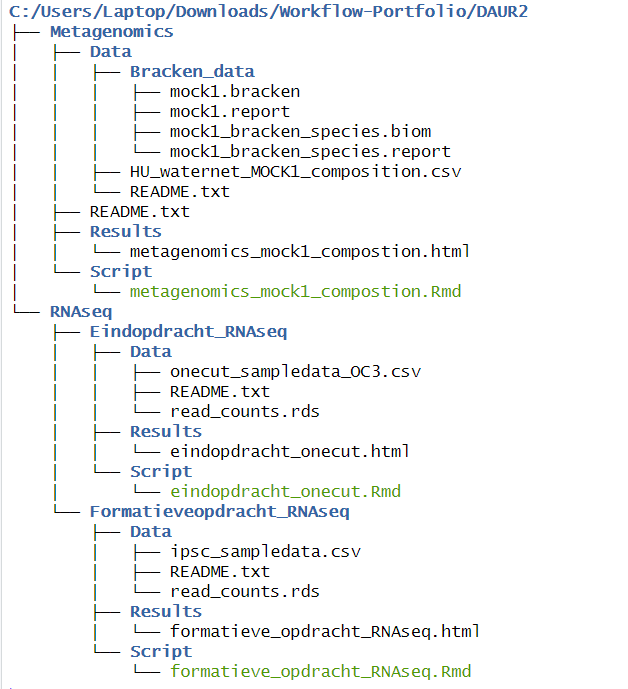 C:/Users/Laptop/Downloads/Workflow-Portfolio/DAUR2
├── Metagenomics
│   ├── Data
│   │   ├── Bracken_data
│   │   │   ├── mock1.bracken
│   │   │   ├── mock1.report
│   │   │   ├── mock1_bracken_species.biom
│   │   │   └── mock1_bracken_species.report
│   │   ├── HU_waternet_MOCK1_composition.csv
│   │   └── README.txt
│   ├── README.txt
│   ├── Results
│   │   └── metagenomics_mock1_compostion.html
│   └── Script
│       └── metagenomics_mock1_compostion.Rmd
└── RNAseq
    ├── Eindopdracht_RNAseq
    │   ├── Data
    │   │   ├── onecut_sampledata_OC3.csv
    │   │   ├── README.txt
    │   │   └── read_counts.rds
    │   ├── Results
    │   │   └── eindopdracht_onecut.html
    │   └── Script
    │       └── eindopdracht_onecut.Rmd
    └── Formatieveopdracht_RNAseq
        ├── Data
        │   ├── ipsc_sampledata.csv
        │   ├── README.txt
        │   └── read_counts.rds
        ├── Results
        │   └── formatieve_opdracht_RNAseq.html
        └── Script
            └── formatieve_opdracht_RNAseq.Rmd